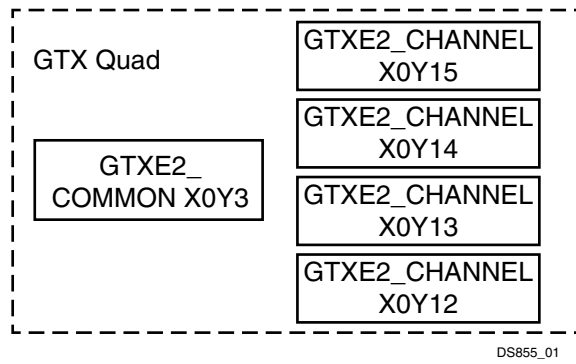 GTX Quad
GTXE2_
COMMON X0Y3
GTXE2_CHANNEL
X0Y15
GTXE2_CHANNEL
X0Y14
GTXE2_CHANNEL
X0Y13
GTXE2_CHANNEL
X0Y12
DS855_01